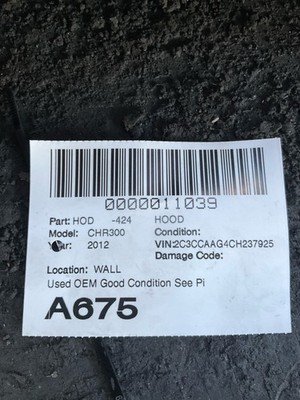 0000011039
Part: HOD -424 HOOD
Model: CHR300 Condition:
ar: 2012 VIN:2C3CCAAG4CH237925
Damage Code:
Location: WALL
Used OEM Good Condition See Pi
A675